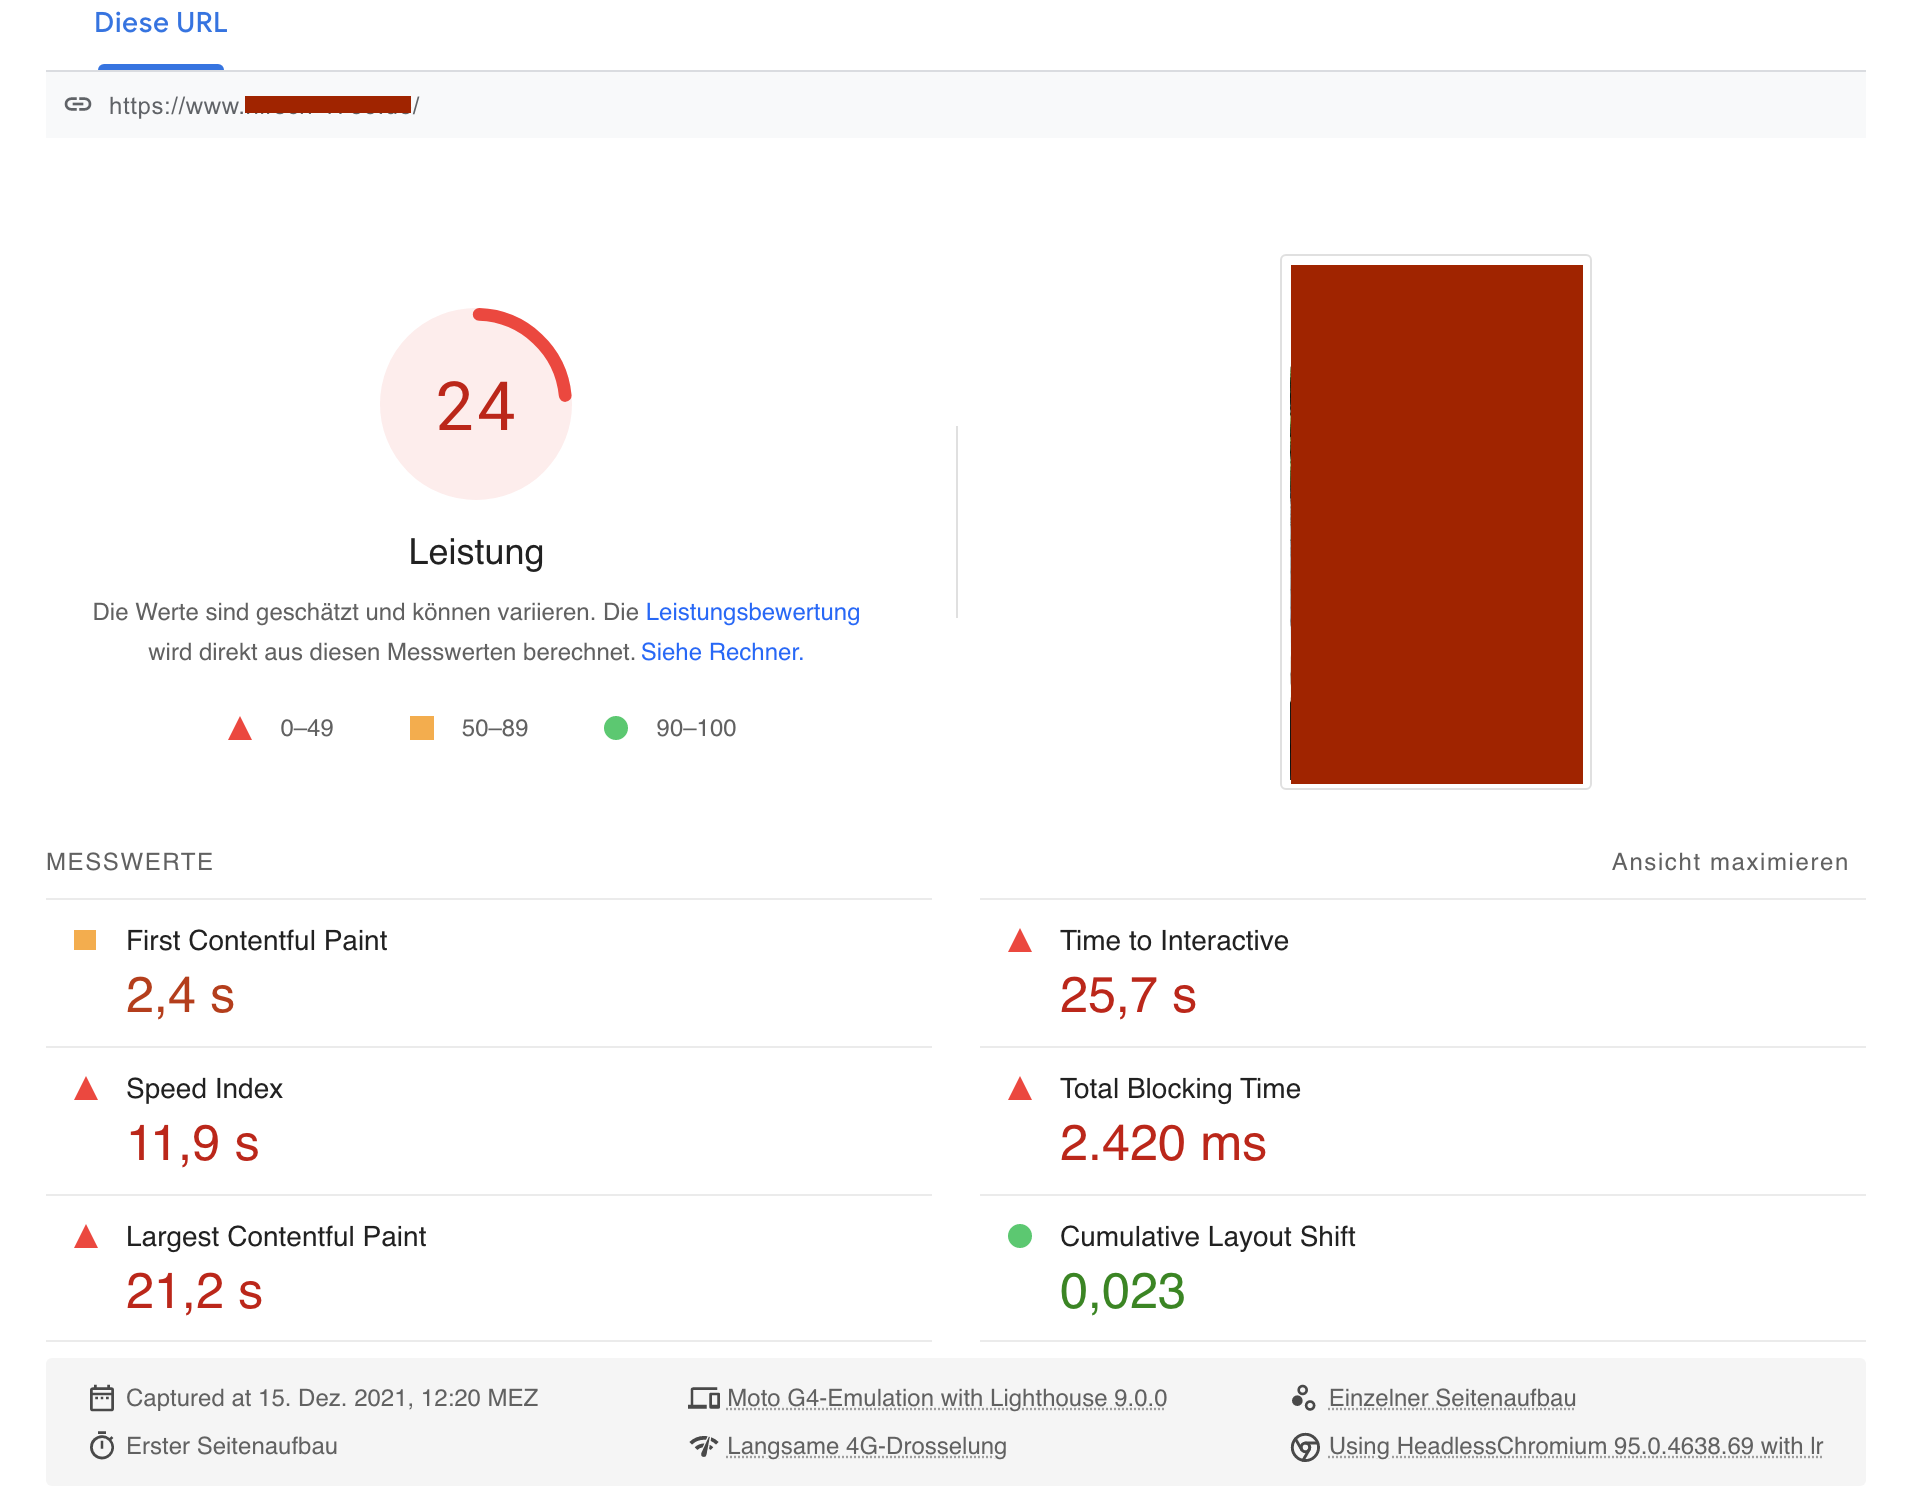 Diese URL
https://www. /
24
Leistung
Die Werte sind geschätzt und können variieren. Die Leistungsbewertung
wird direkt aus diesen Messwerten berechnet. Siehe Rechner.
0–49 50–89 90–100
MESSWERTE
Ansicht maximieren
First Contentful Paint
2,4 s
Time to Interactive
25,7 s
Speed Index
11,9 s
Total Blocking Time
2.420 ms
Largest Contentful Paint
21,2 s
Cumulative Layout Shift
0,023
Captured at 15. Dez. 2021, 12:20 MEZ
Moto G4-Emulation with Lighthouse 9.0.0
Einzelner Seitenaufbau
Erster Seitenaufbau
Langsame 4G-Drosselung
Using HeadlessChromium 95.0.4638.69 with lr